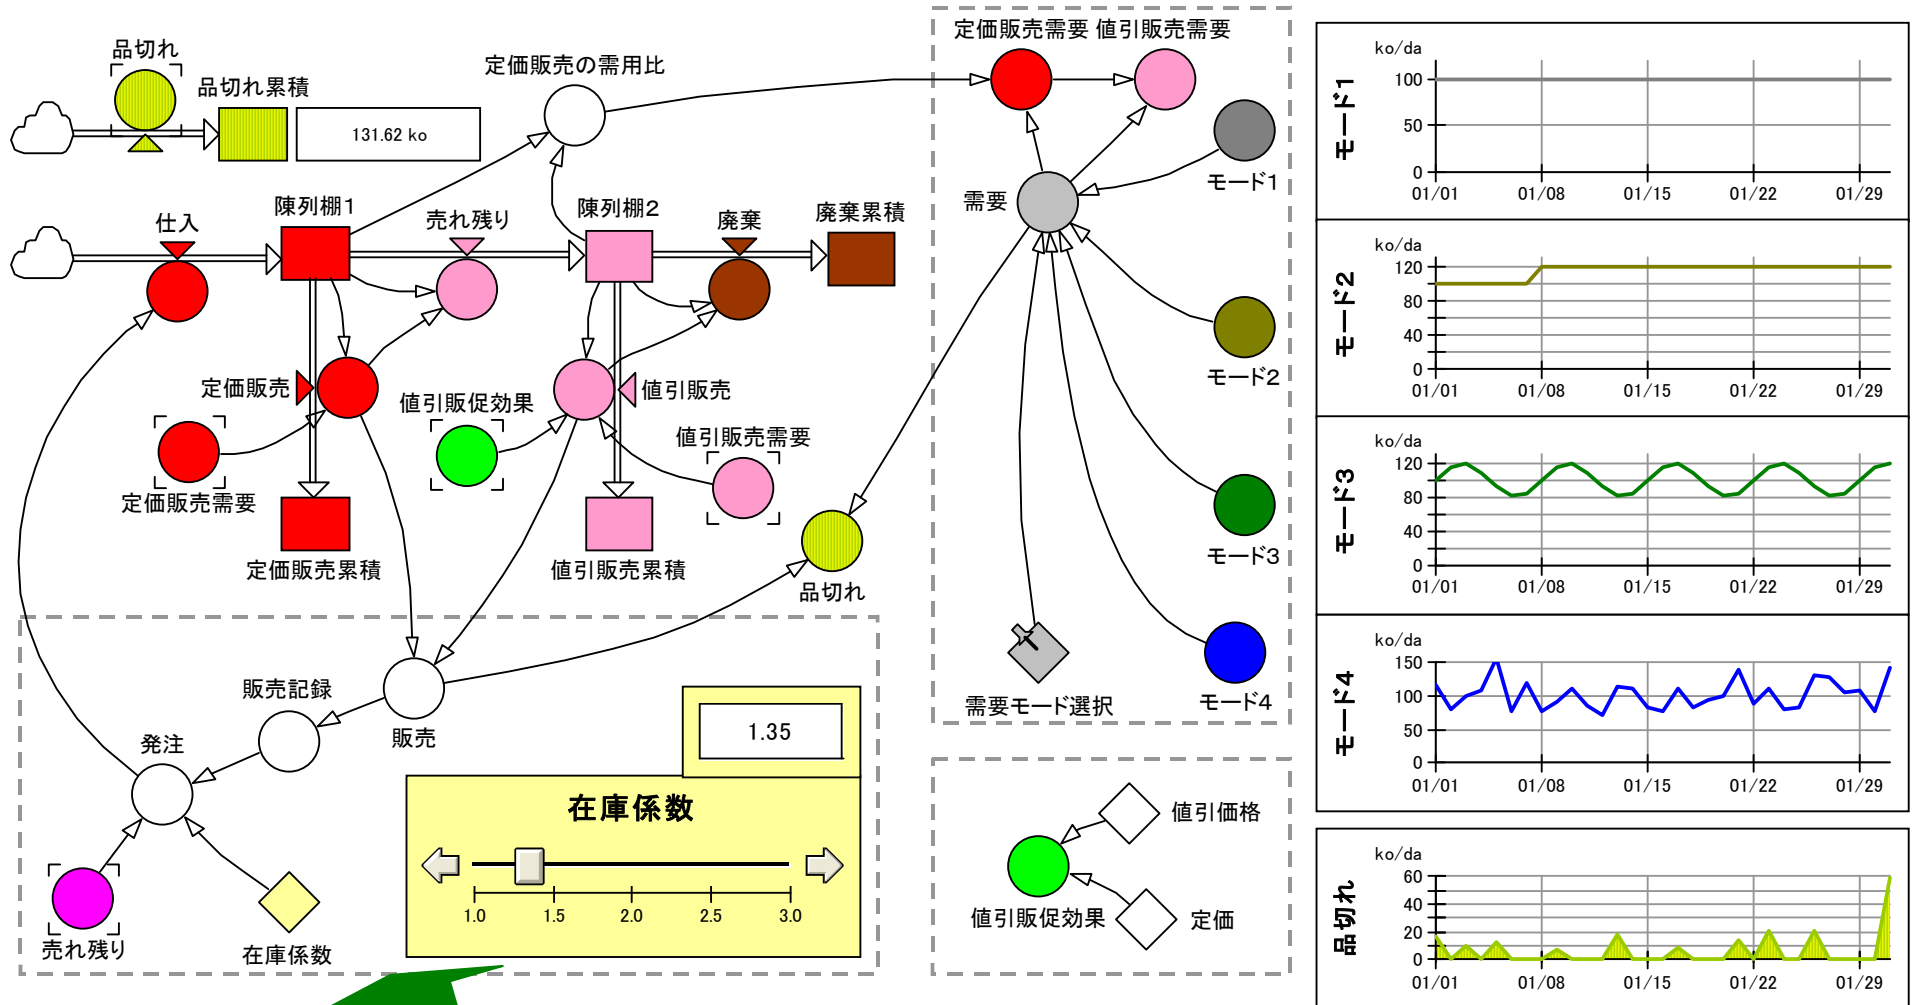 品切れ
品切れ累積
131.62 ko
定価販売の需用比
仕入
陳列棚1
売れ残り
陳列棚2
廃棄
廃棄累積
定価販売
定価販売需要
定価販売累積
値引販促効果
値引販売
値引販売需要
値引販売累積
品切れ
販売記録
販売
発注
売れ残り
在庫係数
1.35
在庫係数
1.0 1.5 2.0 2.5 3.0
定価販売需要 値引販売需要
需要
モード1
モード2
モード3
モード4
需要モード選択
値引価格
値引販促効果
定価
モード1
ko/da
100
50
0
01/01 01/08 01/15 01/22 01/29
モード2
ko/da
120
80
40
0
01/01 01/08 01/15 01/22 01/29
モード3
ko/da
120
80
40
0
01/01 01/08 01/15 01/22 01/29
モード4
ko/da
150
100
50
0
01/01 01/08 01/15 01/22 01/29
品切れ
ko/da
60
40
20
0
01/01 01/08 01/15 01/22 01/29